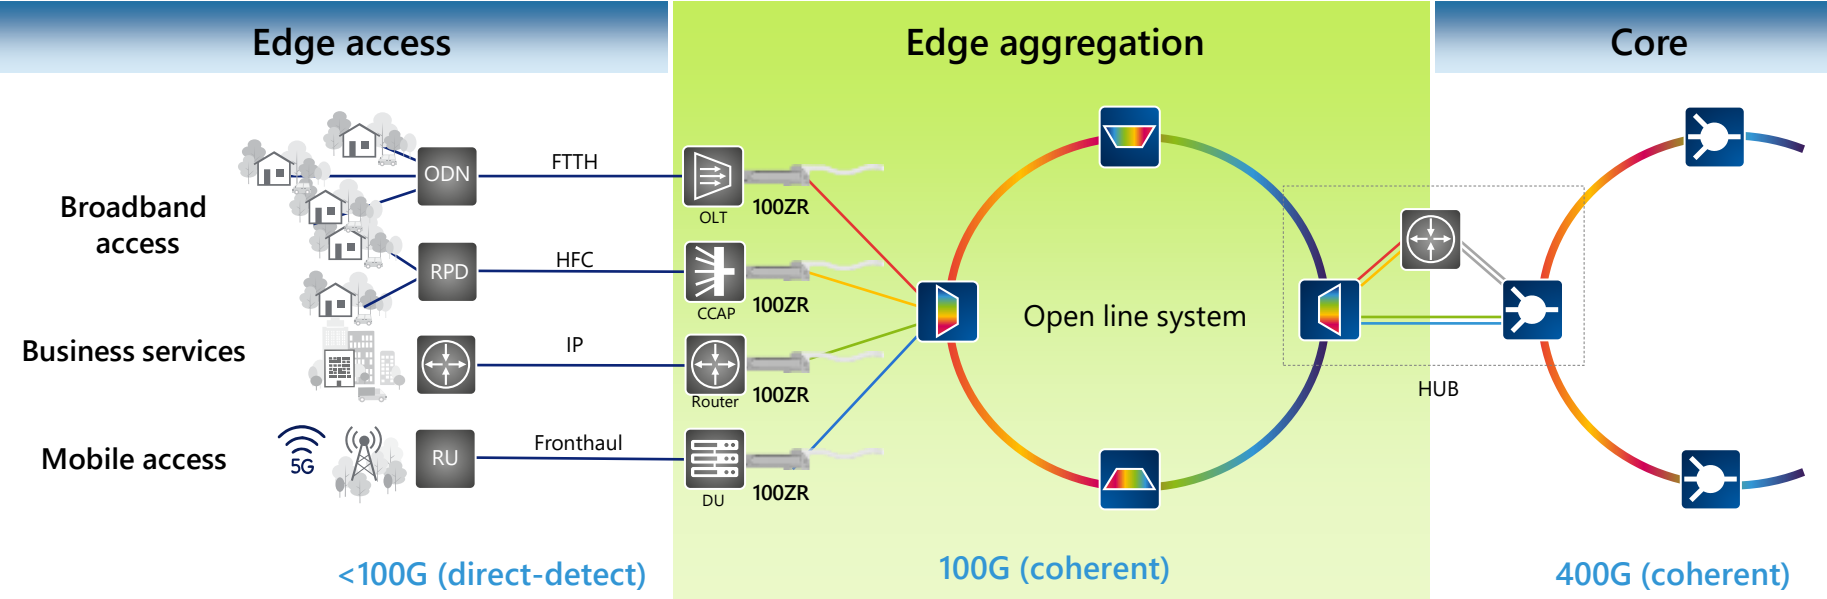 Edge access
Edge aggregation
Core
Broadband
access
ODN
FTTH
OLT
100ZR
RPD
HFC
CCAP
100ZR
Business services
IP
Router
100ZR
Mobile access
5G
RU
Fronthaul
DU
100ZR
Open line system
HUB
<100G (direct-detect)
100G (coherent)
400G (coherent)